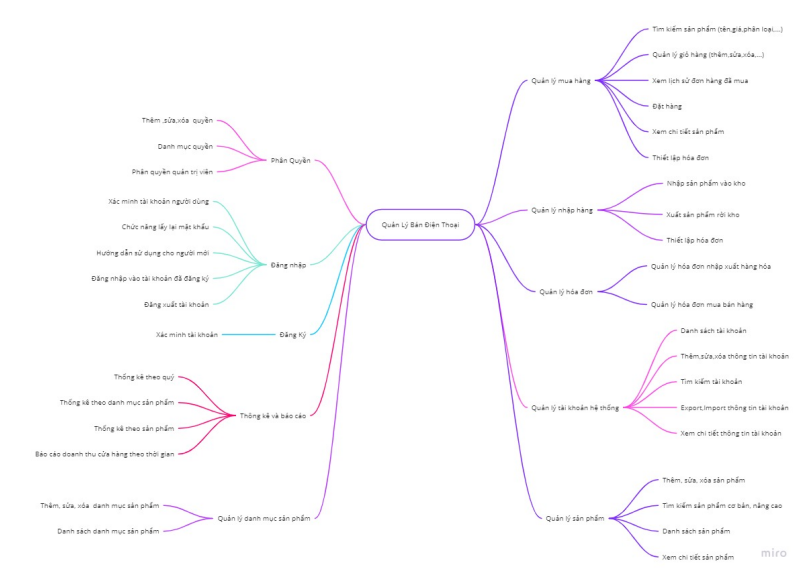 Quản Lý Bán Điện Thoại
Phân Quyền
Thêm ,sửa,xóa quyền
Danh mục quyền
Phân quyền quản trị viên
Đăng nhập
Xác minh tài khoản người dùng
Chức năng lấy lại mật khẩu
Hướng dẫn sử dụng cho người mới
Đăng nhập vào tài khoản đã đăng ký
Đăng xuất tài khoản
Đăng Ký
Xác minh tài khoản
Thống kê và báo cáo
Thống kê theo quý
Thống kê theo danh mục sản phẩm
Thống kê theo sản phẩm
Báo cáo doanh thu cửa hàng theo thời gian
Quản lý danh mục sản phẩm
Thêm, sửa, xóa danh mục sản phẩm
Danh sách danh mục sản phẩm
Quản lý mua hàng
Tìm kiếm sản phẩm (tên,giá,phân loại,...)
Quản lý giỏ hàng (thêm,sửa,xóa,...)
Xem lịch sử đơn hàng đã mua
Đặt hàng
Xem chi tiết sản phẩm
Thiết lập hóa đơn
Quản lý nhập hàng
Nhập sản phẩm vào kho
Xuất sản phẩm rời kho
Thiết lập hóa đơn
Quản lý hóa đơn
Quản lý hóa đơn nhập xuất hàng hóa
Quản lý hóa đơn mua bán hàng
Quản lý tài khoản hệ thống
Danh sách tài khoản
Thêm,sửa,xóa thông tin tài khoản
Tìm kiếm tài khoản
Export,Import thông tin tài khoản
Xem chi tiết thông tin tài khoản
Quản lý sản phẩm
Thêm, sửa, xóa sản phẩm
Tìm kiếm sản phẩm cơ bản, nâng cao
Danh sách sản phẩm
Xem chi tiết sản phẩm
miro